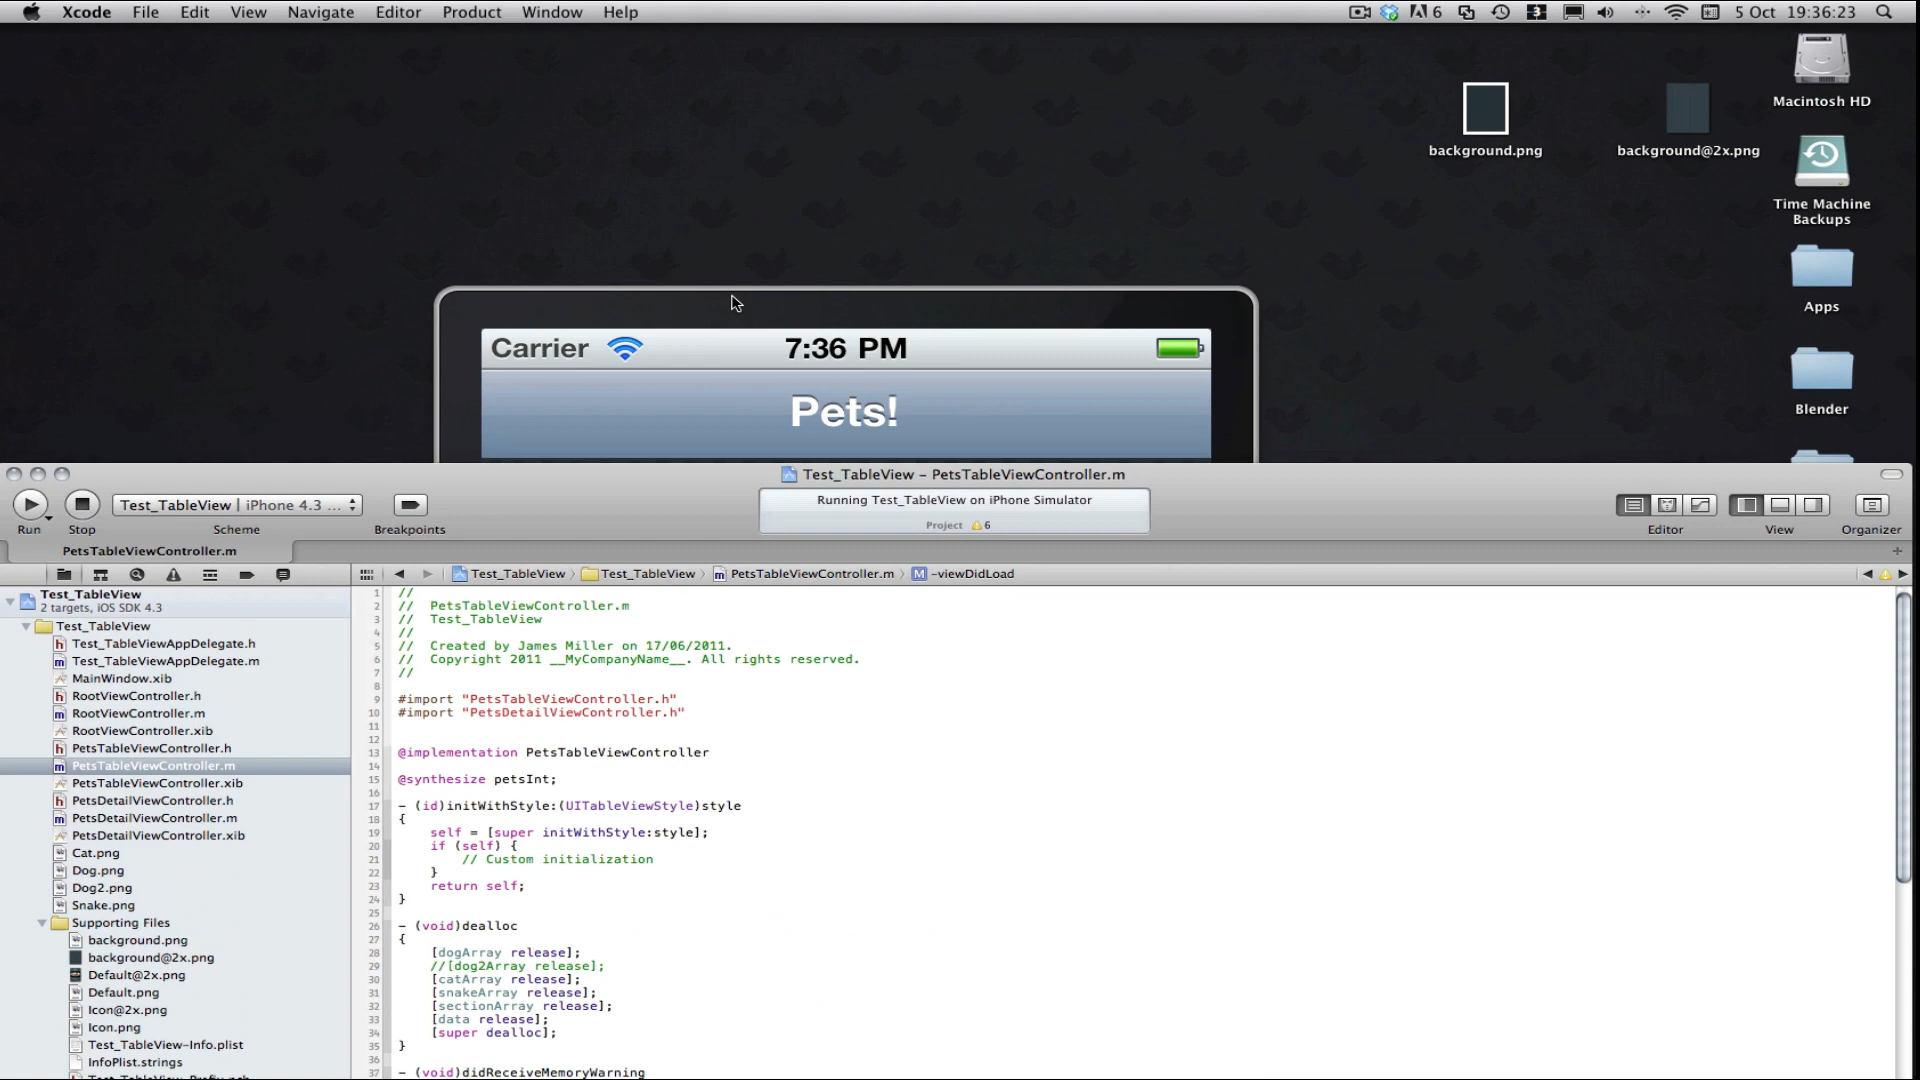 Xcode File Edit View Navigate Editor Product Window Help 6 3 5 Oct 19:36:23
background.png
background@2x.png
Macintosh HD
Time Machine
Backups
Apps
Blender
Carrier 7:36 PM
Pets!
Test_TableView – PetsTableViewController.m
Test_TableView | iPhone 4.3 ...
Running Test_TableView on iPhone Simulator
Project 6
Run Stop Scheme Breakpoints Editor View Organizer
PetsTableViewController.m
Test_TableView Test_TableView PetsTableViewController.m M -viewDidLoad
Test_TableView
2 targets, iOS SDK 4.3
Test_TableView
h Test_TableViewAppDelegate.h
m Test_TableViewAppDelegate.m
MainWindow.xib
h RootViewController.h
m RootViewController.m
RootViewController.xib
h PetsTableViewController.h
m PetsTableViewController.m
PetsTableViewController.xib
h PetsDetailViewController.h
m PetsDetailViewController.m
PetsDetailViewController.xib
Cat.png
Dog.png
Dog2.png
Snake.png
Supporting Files
background.png
background@2x.png
Default@2x.png
Default.png
Icon@2x.png
Icon.png
Test_TableView-Info.plist
InfoPlist.strings
1 //
2 // PetsTableViewController.m
3 // Test_TableView
4 //
5 // Created by James Miller on 17/06/2011.
6 // Copyright 2011 __MyCompanyName__. All rights reserved.
7 //
8
9 #import "PetsTableViewController.h"
10 #import "PetsDetailViewController.h"
11
12
13 @implementation PetsTableViewController
14
15 @synthesize petsInt;
16
17 - (id)initWithStyle:(UITableViewStyle)style
18 {
19 self = [super initWithStyle:style];
20 if (self) {
21 // Custom initialization
22 }
23 return self;
24 }
25
26 - (void)dealloc
27 {
28 [dogArray release];
29 //[dog2Array release];
30 [catArray release];
31 [snakeArray release];
32 [sectionArray release];
33 [data release];
34 [super dealloc];
35 }
36
37 - (void)didReceiveMemoryWarning